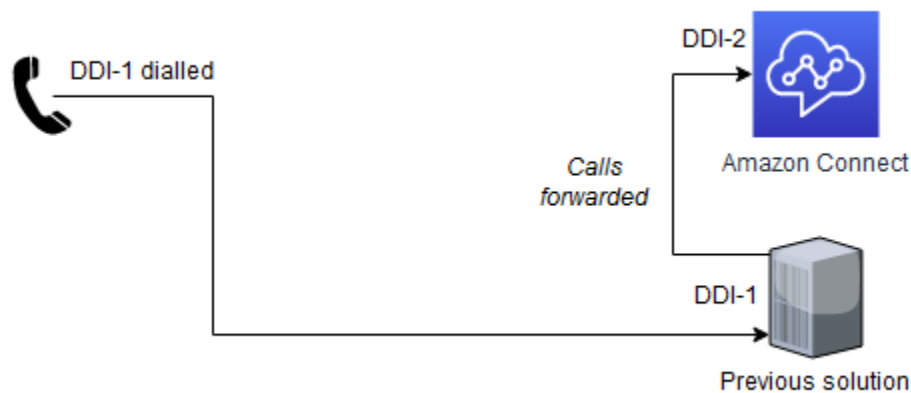 DDI-1 dialled
DDI-2
Amazon Connect
Calls
forwarded
DDI-1
Previous solution